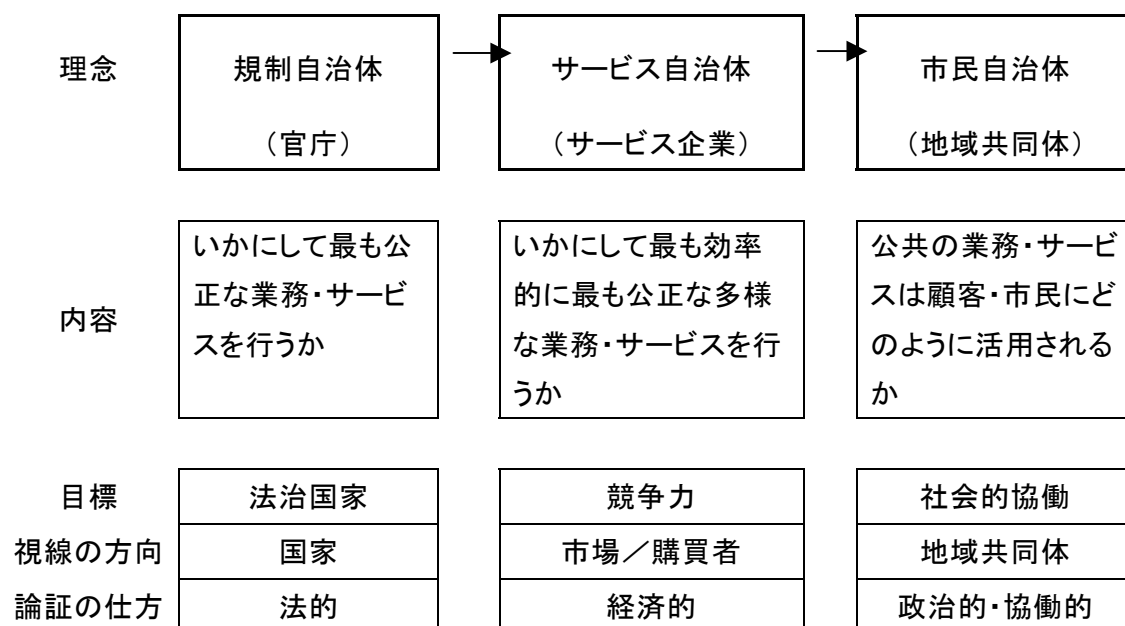 理念
規制自治体
（官庁）
サービス自治体
（サービス企業）
市民自治体
（地域共同体）
内容
いかにして最も公
正な業務・サービ
スを行うか
いかにして最も効率
的に最も公正な多様
な業務・サービスを行
うか
公共の業務・サービ
スは顧客・市民にど
のように活用される
か
目標 法治国家 競争力 社会的協働
視線の方向 国家 市場／購買者 地域共同体
論証の仕方 法的 経済的 政治的・協働的